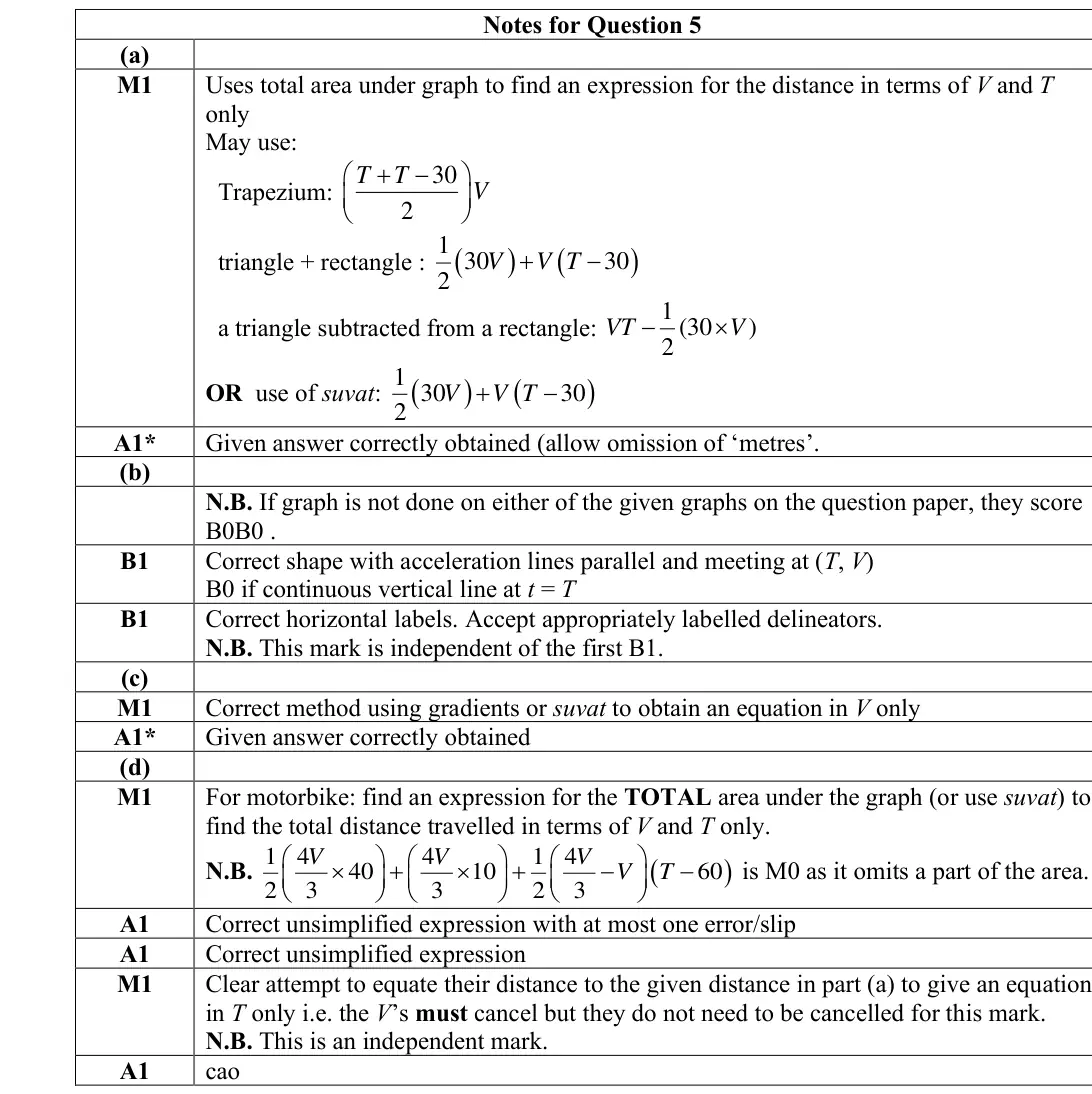 Notes for Question 5
(a)
M1 Uses total area under graph to find an expression for the distance in terms of V and T
only
May use:
Trapezium: ((T + T − 30)/2)V
triangle + rectangle : 1/2(30V) + V(T − 30)
a triangle subtracted from a rectangle: VT − 1/2(30 × V)
OR use of suvat: 1/2(30V) + V(T − 30)
A1* Given answer correctly obtained (allow omission of ‘metres’.
(b)
N.B. If graph is not done on either of the given graphs on the question paper, they score
B0B0 .
B1 Correct shape with acceleration lines parallel and meeting at (T, V)
B0 if continuous vertical line at t = T
B1 Correct horizontal labels. Accept appropriately labelled delineators.
N.B. This mark is independent of the first B1.
(c)
M1 Correct method using gradients or suvat to obtain an equation in V only
A1* Given answer correctly obtained
(d)
M1 For motorbike: find an expression for the TOTAL area under the graph (or use suvat) to
find the total distance travelled in terms of V and T only.
N.B. 1/2(4V/3 × 40) + (4V/3 × 10) + 1/2(4V/3 − V)(T − 60) is M0 as it omits a part of the area.
A1 Correct unsimplified expression with at most one error/slip
A1 Correct unsimplified expression
M1 Clear attempt to equate their distance to the given distance in part (a) to give an equation
in T only i.e. the V’s must cancel but they do not need to be cancelled for this mark.
N.B. This is an independent mark.
A1 cao